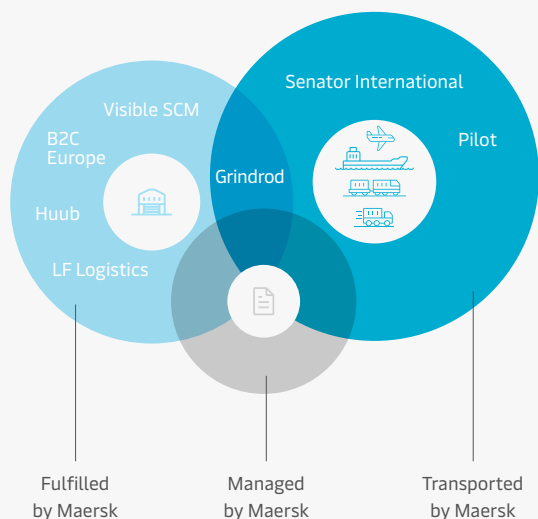 Senator International
Visible SCM
B2C
Europe
Pilot
Grindrod
Huub
LF Logistics
Fulfilled
by Maersk
Managed
by Maersk
Transported
by Maersk